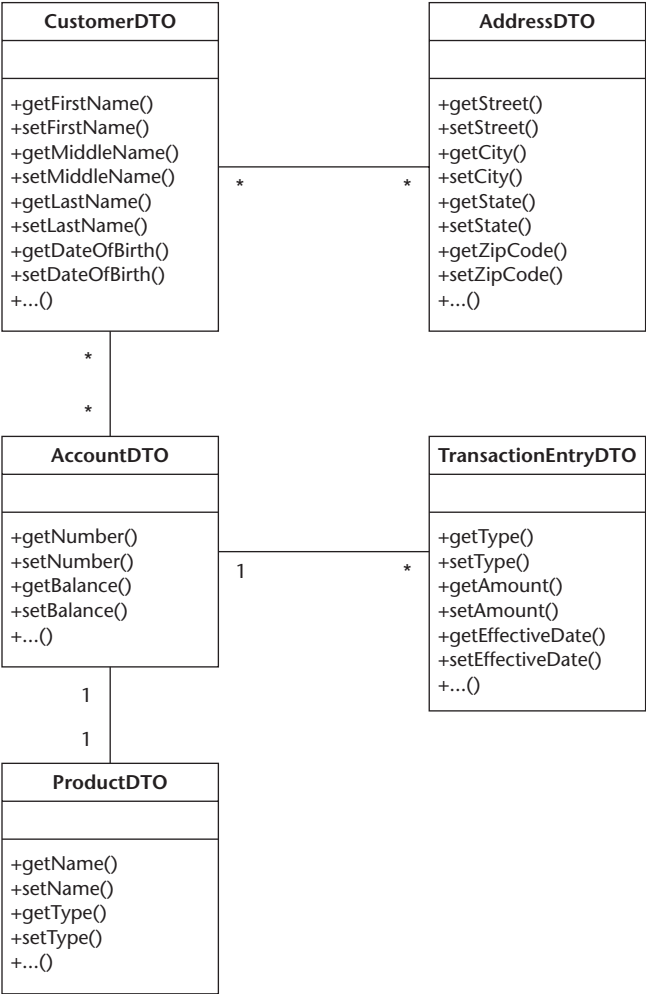 CustomerDTO
+getFirstName()
+setFirstName()
+getMiddleName()
+setMiddleName()
+getLastName()
+setLastName()
+getDateOfBirth()
+setDateOfBirth()
+...()
*
*
AddressDTO
+getStreet()
+setStreet()
+getCity()
+setCity()
+getState()
+setState()
+getZipCode()
+setZipCode()
+...()
*
*
AccountDTO
+getNumber()
+setNumber()
+getBalance()
+setBalance()
+...()
1
*
TransactionEntryDTO
+getType()
+setType()
+getAmount()
+setAmount()
+getEffectiveDate()
+setEffectiveDate()
+...()
1
1
ProductDTO
+getName()
+setName()
+getType()
+setType()
+...()